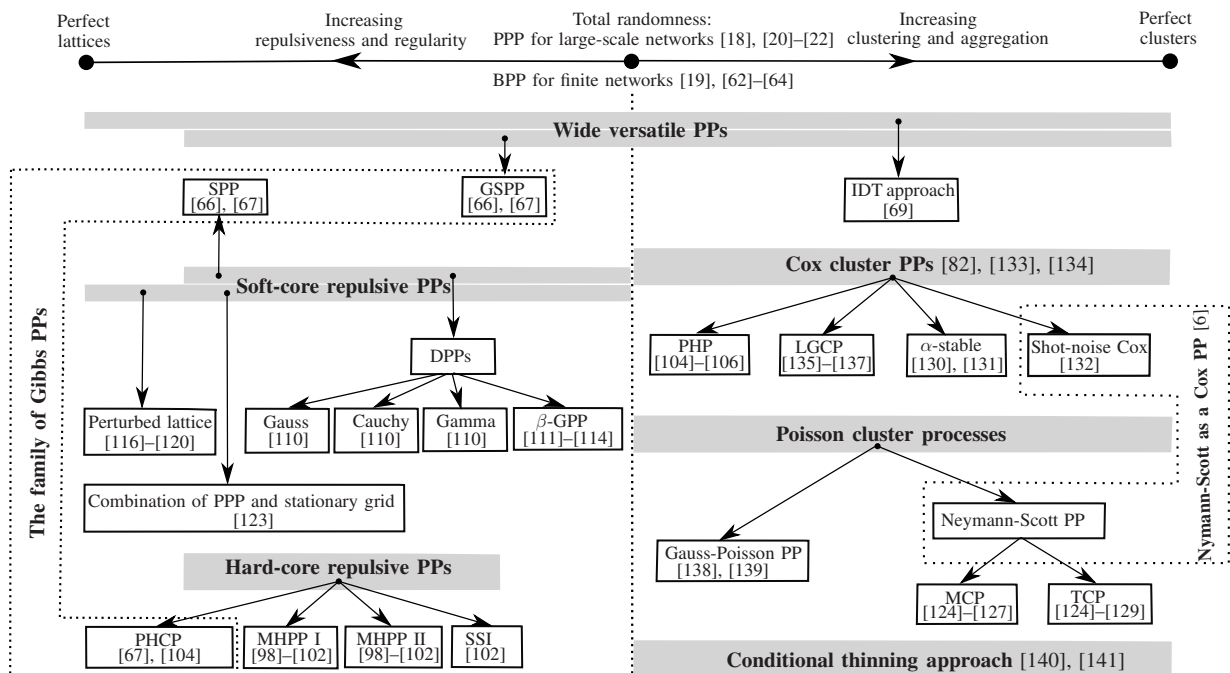 Perfect
lattices
Increasing
repulsiveness and regularity
Total randomness:
PPP for large-scale networks [18], [20]–[22]
Increasing
clustering and aggregation
Perfect
clusters
BPP for finite networks [19], [62]–[64]
Wide versatile PPs
SPP
[66], [67]
GSPP
[66], [67]
IDT approach
[69]
The family of Gibbs PPs
Soft-core repulsive PPs
DPPs
Perturbed lattice
[116]–[120]
Gauss
[110]
Cauchy
[110]
Gamma
[110]
β-GPP
[111]–[114]
Combination of PPP and stationary grid
[123]
Hard-core repulsive PPs
PHCP
[67], [104]
MHPP I
[98]–[102]
MHPP II
[98]–[102]
SSI
[102]
Cox cluster PPs [82], [133], [134]
PHP
[104]–[106]
LGCP
[135]–[137]
α-stable
[130], [131]
Shot-noise Cox
[132]
Nymann-Scott as a Cox PP [6]
Poisson cluster processes
Gauss-Poisson PP
[138], [139]
Neymann-Scott PP
MCP
[124]–[127]
TCP
[124]–[129]
Conditional thinning approach [140], [141]